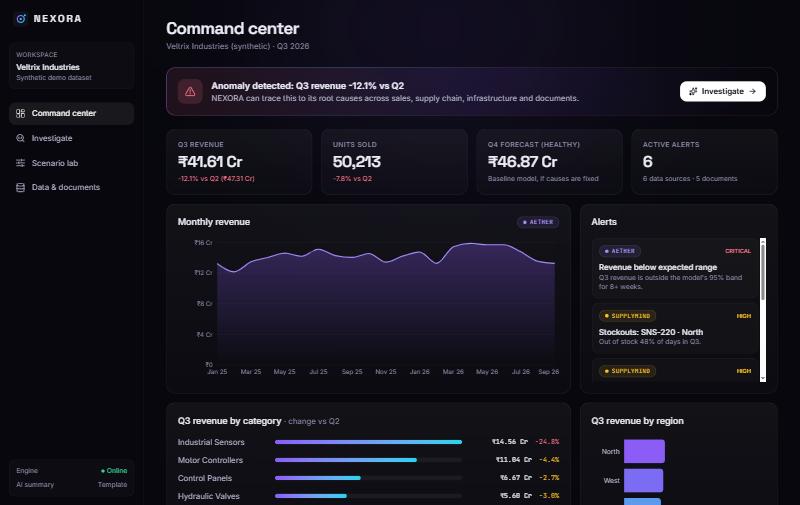 NEXORA
WORKSPACE
Veltrix Industries
Synthetic demo dataset
Command center
Investigate
Scenario lab
Data & documents
Engine
Online
AI summary
Template
Command center
Veltrix Industries (synthetic) · Q3 2026
Anomaly detected: Q3 revenue -12.1% vs Q2
NEXORA can trace this to its root causes across sales, supply chain, infrastructure and documents.
Investigate →
Q3 REVENUE
₹41.61 Cr
-12.1% vs Q2 (₹47.31 Cr)
UNITS SOLD
50,213
-7.8% vs Q2
Q4 FORECAST (HEALTHY)
₹46.87 Cr
Baseline model, if causes are fixed
ACTIVE ALERTS
6
6 data sources · 5 documents
Monthly revenue
AETHER
₹16 Cr
₹12 Cr
₹8 Cr
₹4 Cr
₹0
Jan 25 Mar 25 May 25 Jul 25 Sep 25 Nov 25 Jan 26 Mar 26 May 26 Jul 26 Sep 26
Alerts
AETHER
CRITICAL
Revenue below expected range
Q3 revenue is outside the model's 95% band
for 8+ weeks.
SUPPLYMIND
HIGH
Stockouts: SNS-220 · North
Out of stock 48% of days in Q3.
SUPPLYMIND
HIGH
Q3 revenue by category · change vs Q2
Industrial Sensors ₹14.56 Cr -24.8%
Motor Controllers ₹11.04 Cr -4.4%
Control Panels ₹6.67 Cr -2.7%
Hydraulic Valves ₹5.60 Cr -3.0%
Q3 revenue by region
North
West